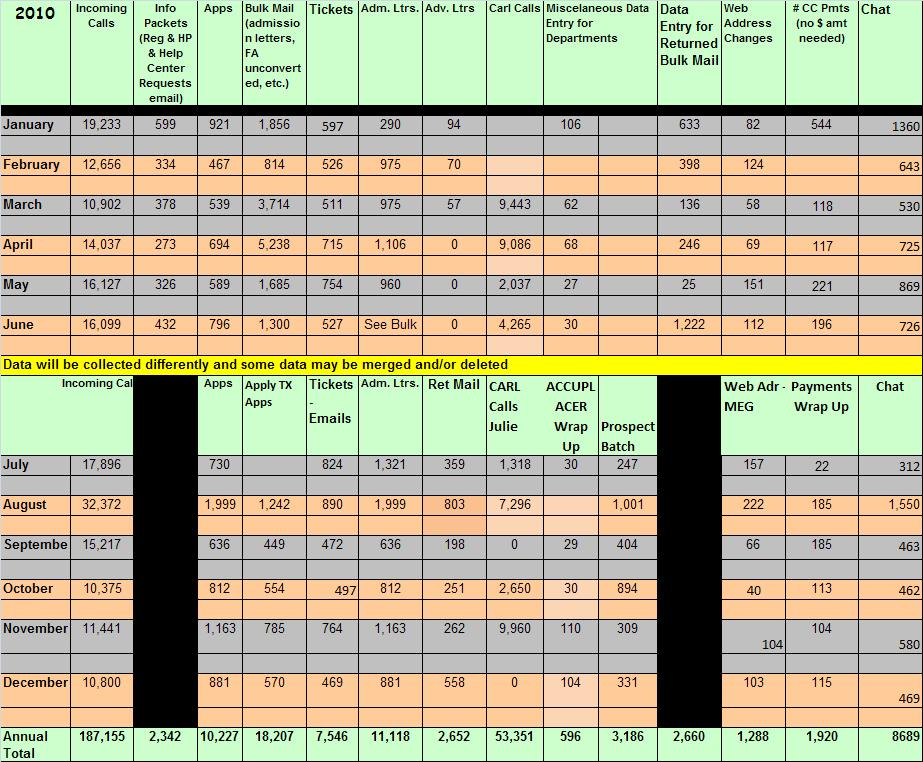 2010 Incoming Calls Info Packets (Reg & HP & Help Center Requests email) Apps Bulk Mail (admissio n letters, FA unconvert ed, etc.) Tickets Adm. Ltrs. Adv. Ltrs Carl Calls Miscelaneous Data Entry for Departments Data Entry for Returned Bulk Mail Web Address Changes # CC Pmts (no $ amt needed) Chat
January 19,233 599 921 1,856 597 290 94 106 633 82 544 1360
February 12,656 334 467 814 526 975 70 398 124 643
March 10,902 378 539 3,714 511 975 57 9,443 62 136 58 118 530
April 14,037 273 694 5,238 715 1,106 0 9,086 68 246 69 117 725
May 16,127 326 589 1,685 754 960 0 2,037 27 25 151 221 869
June 16,099 432 796 1,300 527 See Bulk 0 4,265 30 1,222 112 196 726
Data will be collected differently and some data may be merged and/or deleted
Incoming Cal Apps Apply TX Apps Tickets - Emails Adm. Ltrs. Ret Mail CARL Calls Julie ACCUPL ACER Wrap Up Prospect Batch Web Adr - MEG Payments Wrap Up Chat
July 17,896 730 824 1,321 359 1,318 30 247 157 22 312
August 32,372 1,999 1,242 890 1,999 803 7,296 1,001 222 185 1,550
Septembe 15,217 636 449 472 636 198 0 29 404 66 185 463
October 10,375 812 554 497 812 251 2,650 30 894 40 113 462
November 11,441 1,163 785 764 1,163 262 9,960 110 309 104 104 580
December 10,800 881 570 469 881 558 0 104 331 103 115 469
Annual Total 187,155 2,342 10,227 18,207 7,546 11,118 2,652 53,351 596 3,186 2,660 1,288 1,920 8689